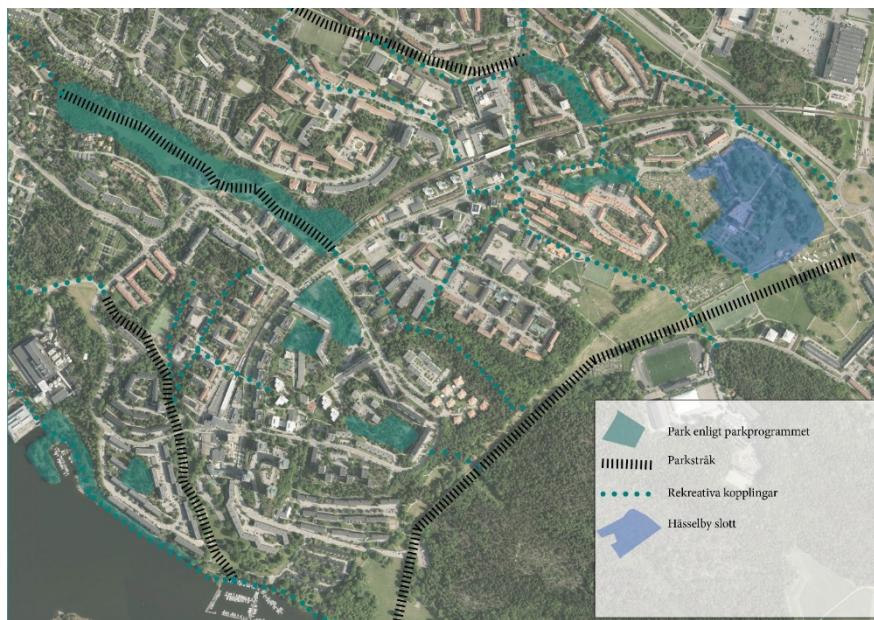 Park enligt parkprogrammet
Parkstråk
Rekreativa kopplingar
Hässelby slott